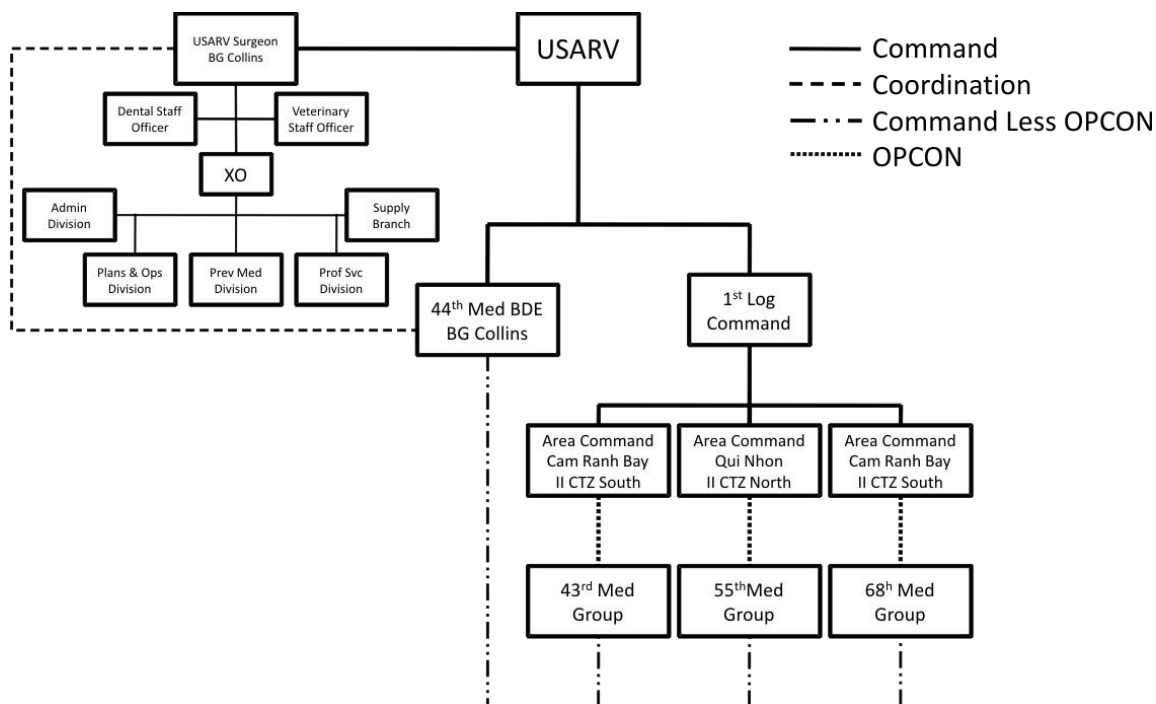 USARV Surgeon
BG Collins
USARV
Command
Coordination
Command Less OPCON
OPCON
Dental Staff
Officer
Veterinary
Staff Officer
XO
Admin
Division
Supply
Branch
Plans & Ops
Division
Prev Med
Division
Prof Svc
Division
44th Med BDE
BG Collins
1st Log
Command
Area Command
Cam Ranh Bay
II CTZ South
Area Command
Qui Nhon
II CTZ North
Area Command
Cam Ranh Bay
II CTZ South
43rd Med
Group
55thMed
Group
68h Med
Group